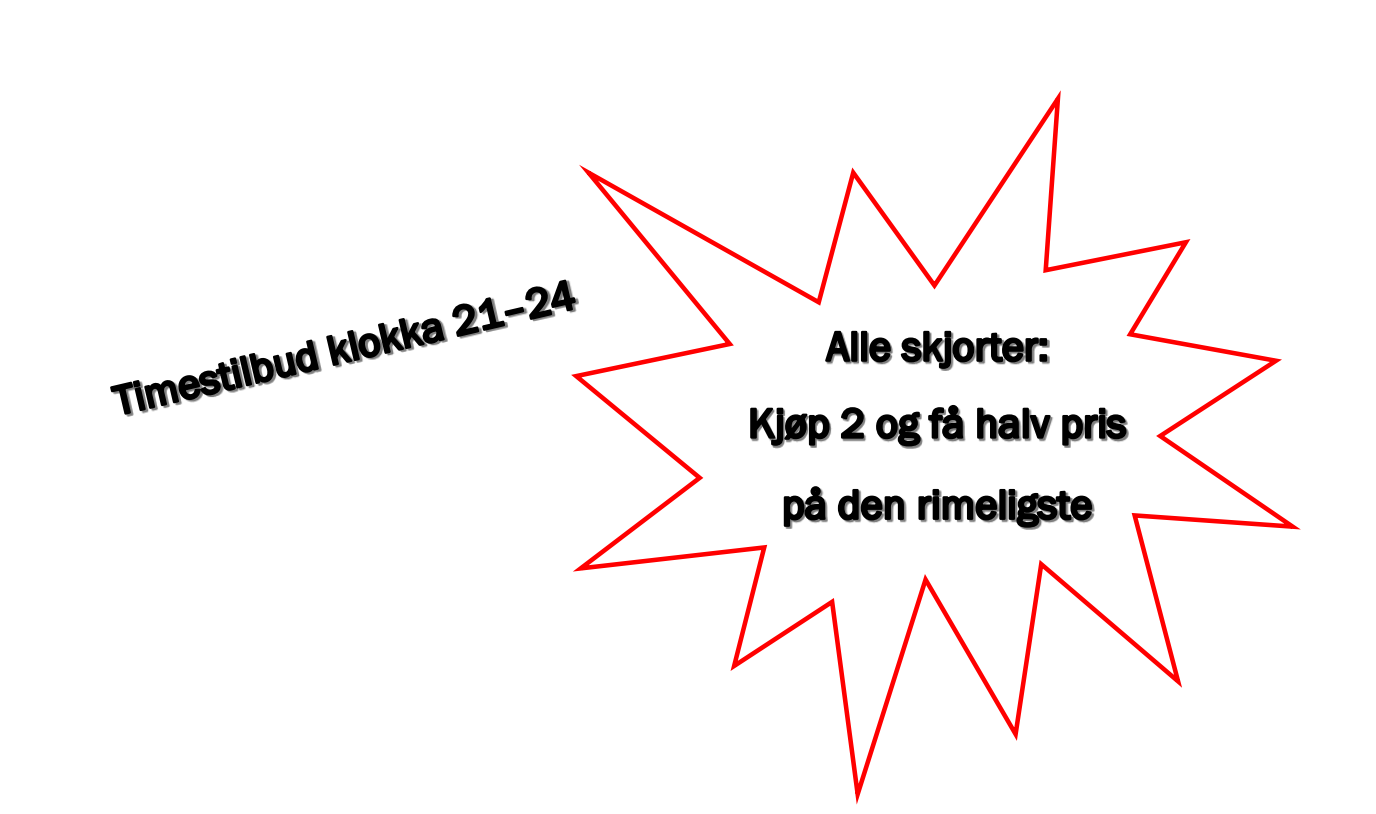 Timestilbud klokka 21–24
Alle skjorter:
Kjøp 2 og få halv pris
på den rimeligste